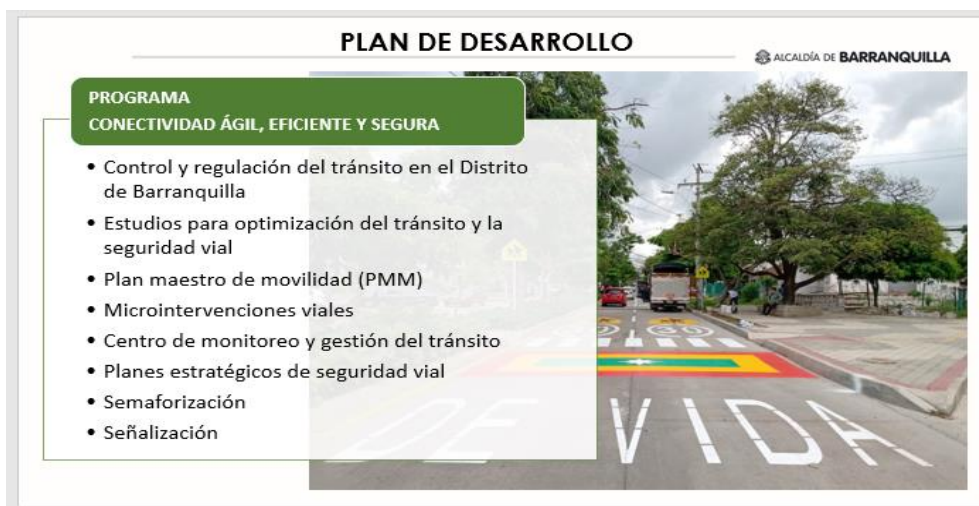 PLAN DE DESARROLLO
ALCALDÍA DE BARRANQUILLA
PROGRAMA
CONECTIVIDAD ÁGIL, EFICIENTE Y SEGURA
• Control y regulación del tránsito en el Distrito
de Barranquilla
• Estudios para optimización del tránsito y la
seguridad vial
• Plan maestro de movilidad (PMM)
• Microintervenciones viales
• Centro de monitoreo y gestión del tránsito
• Planes estratégicos de seguridad vial
• Semaforización
• Señalización
DE VIDA